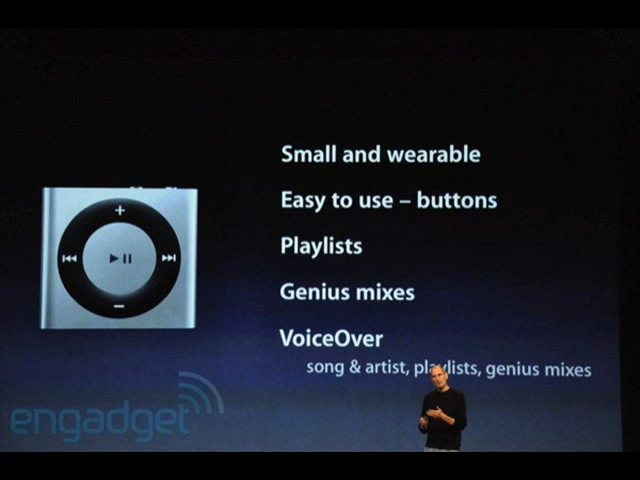 Small and wearable
Easy to use – buttons
Playlists
Genius mixes
VoiceOver
song & artist, playlists, genius mixes
engadget